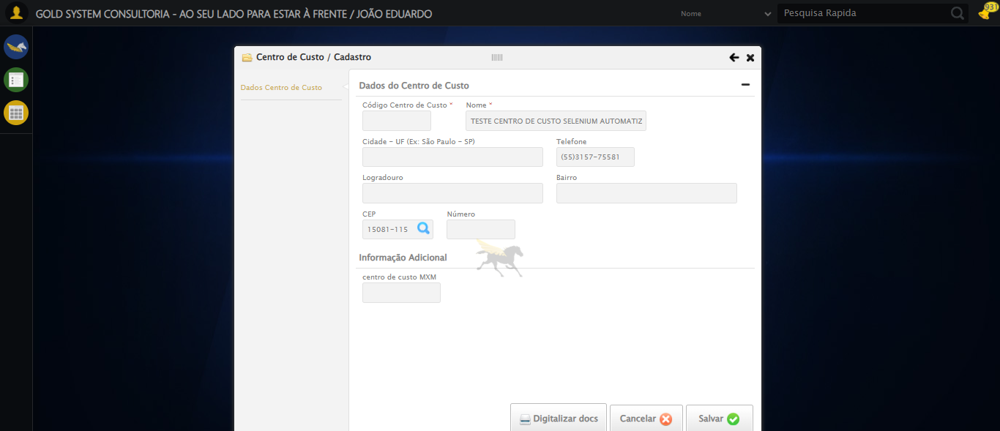 GOLD SYSTEM CONSULTORIA - AO SEU LADO PARA ESTAR À FRENTE / JOÃO EDUARDO
Nome
Pesquisa Rapida
931
Centro de Custo / Cadastro
Dados Centro de Custo
Dados do Centro de Custo
Código Centro de Custo *
Nome *
TESTE CENTRO DE CUSTO SELENIUM AUTOMATIZ
Cidade - UF (Ex: São Paulo - SP)
Telefone
(55)3157-75581
Logradouro
Bairro
CEP
Número
15081-115
Informação Adicional
centro de custo MXM
Digitalizar docs
Cancelar
Salvar